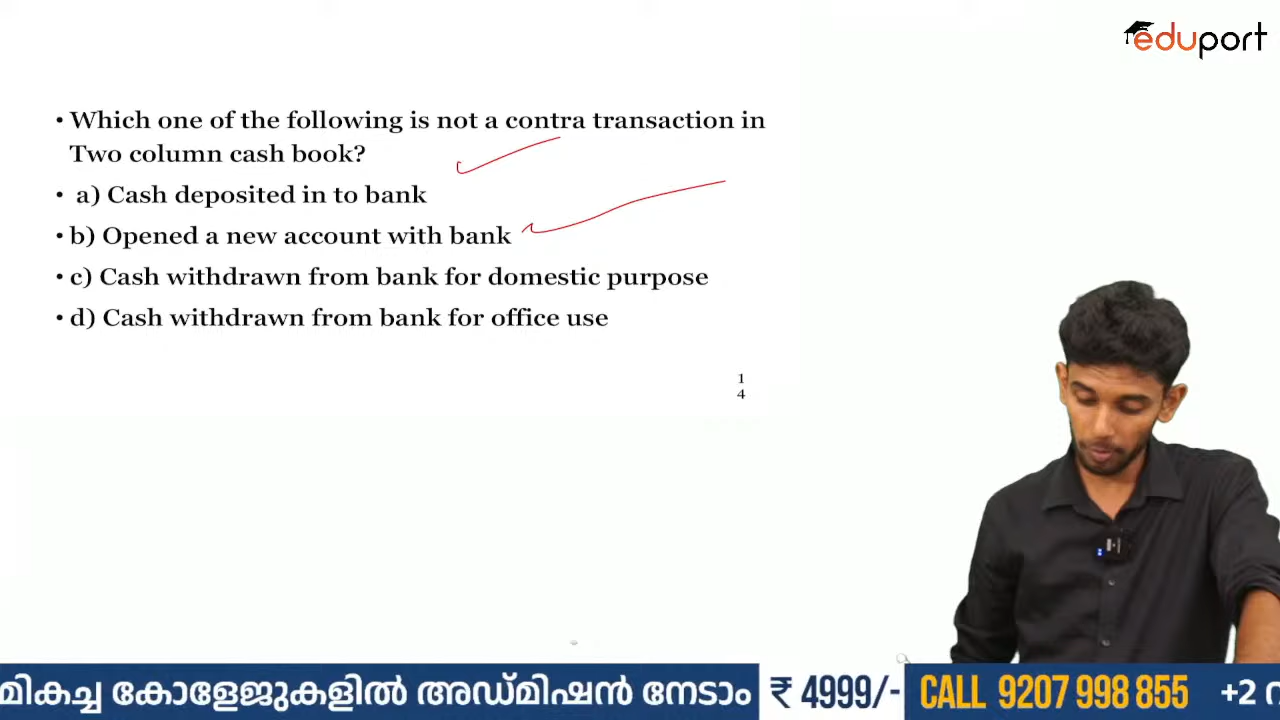 eduport
• Which one of the following is not a contra transaction in
Two column cash book?
• a) Cash deposited in to bank
• b) Opened a new account with bank
• c) Cash withdrawn from bank for domestic purpose
• d) Cash withdrawn from bank for office use
1
4
മികച്ച കോളേജുകളിൽ അഡ്മിഷൻ നേടാം ₹ 4999/- CALL 9207 998 855 +2